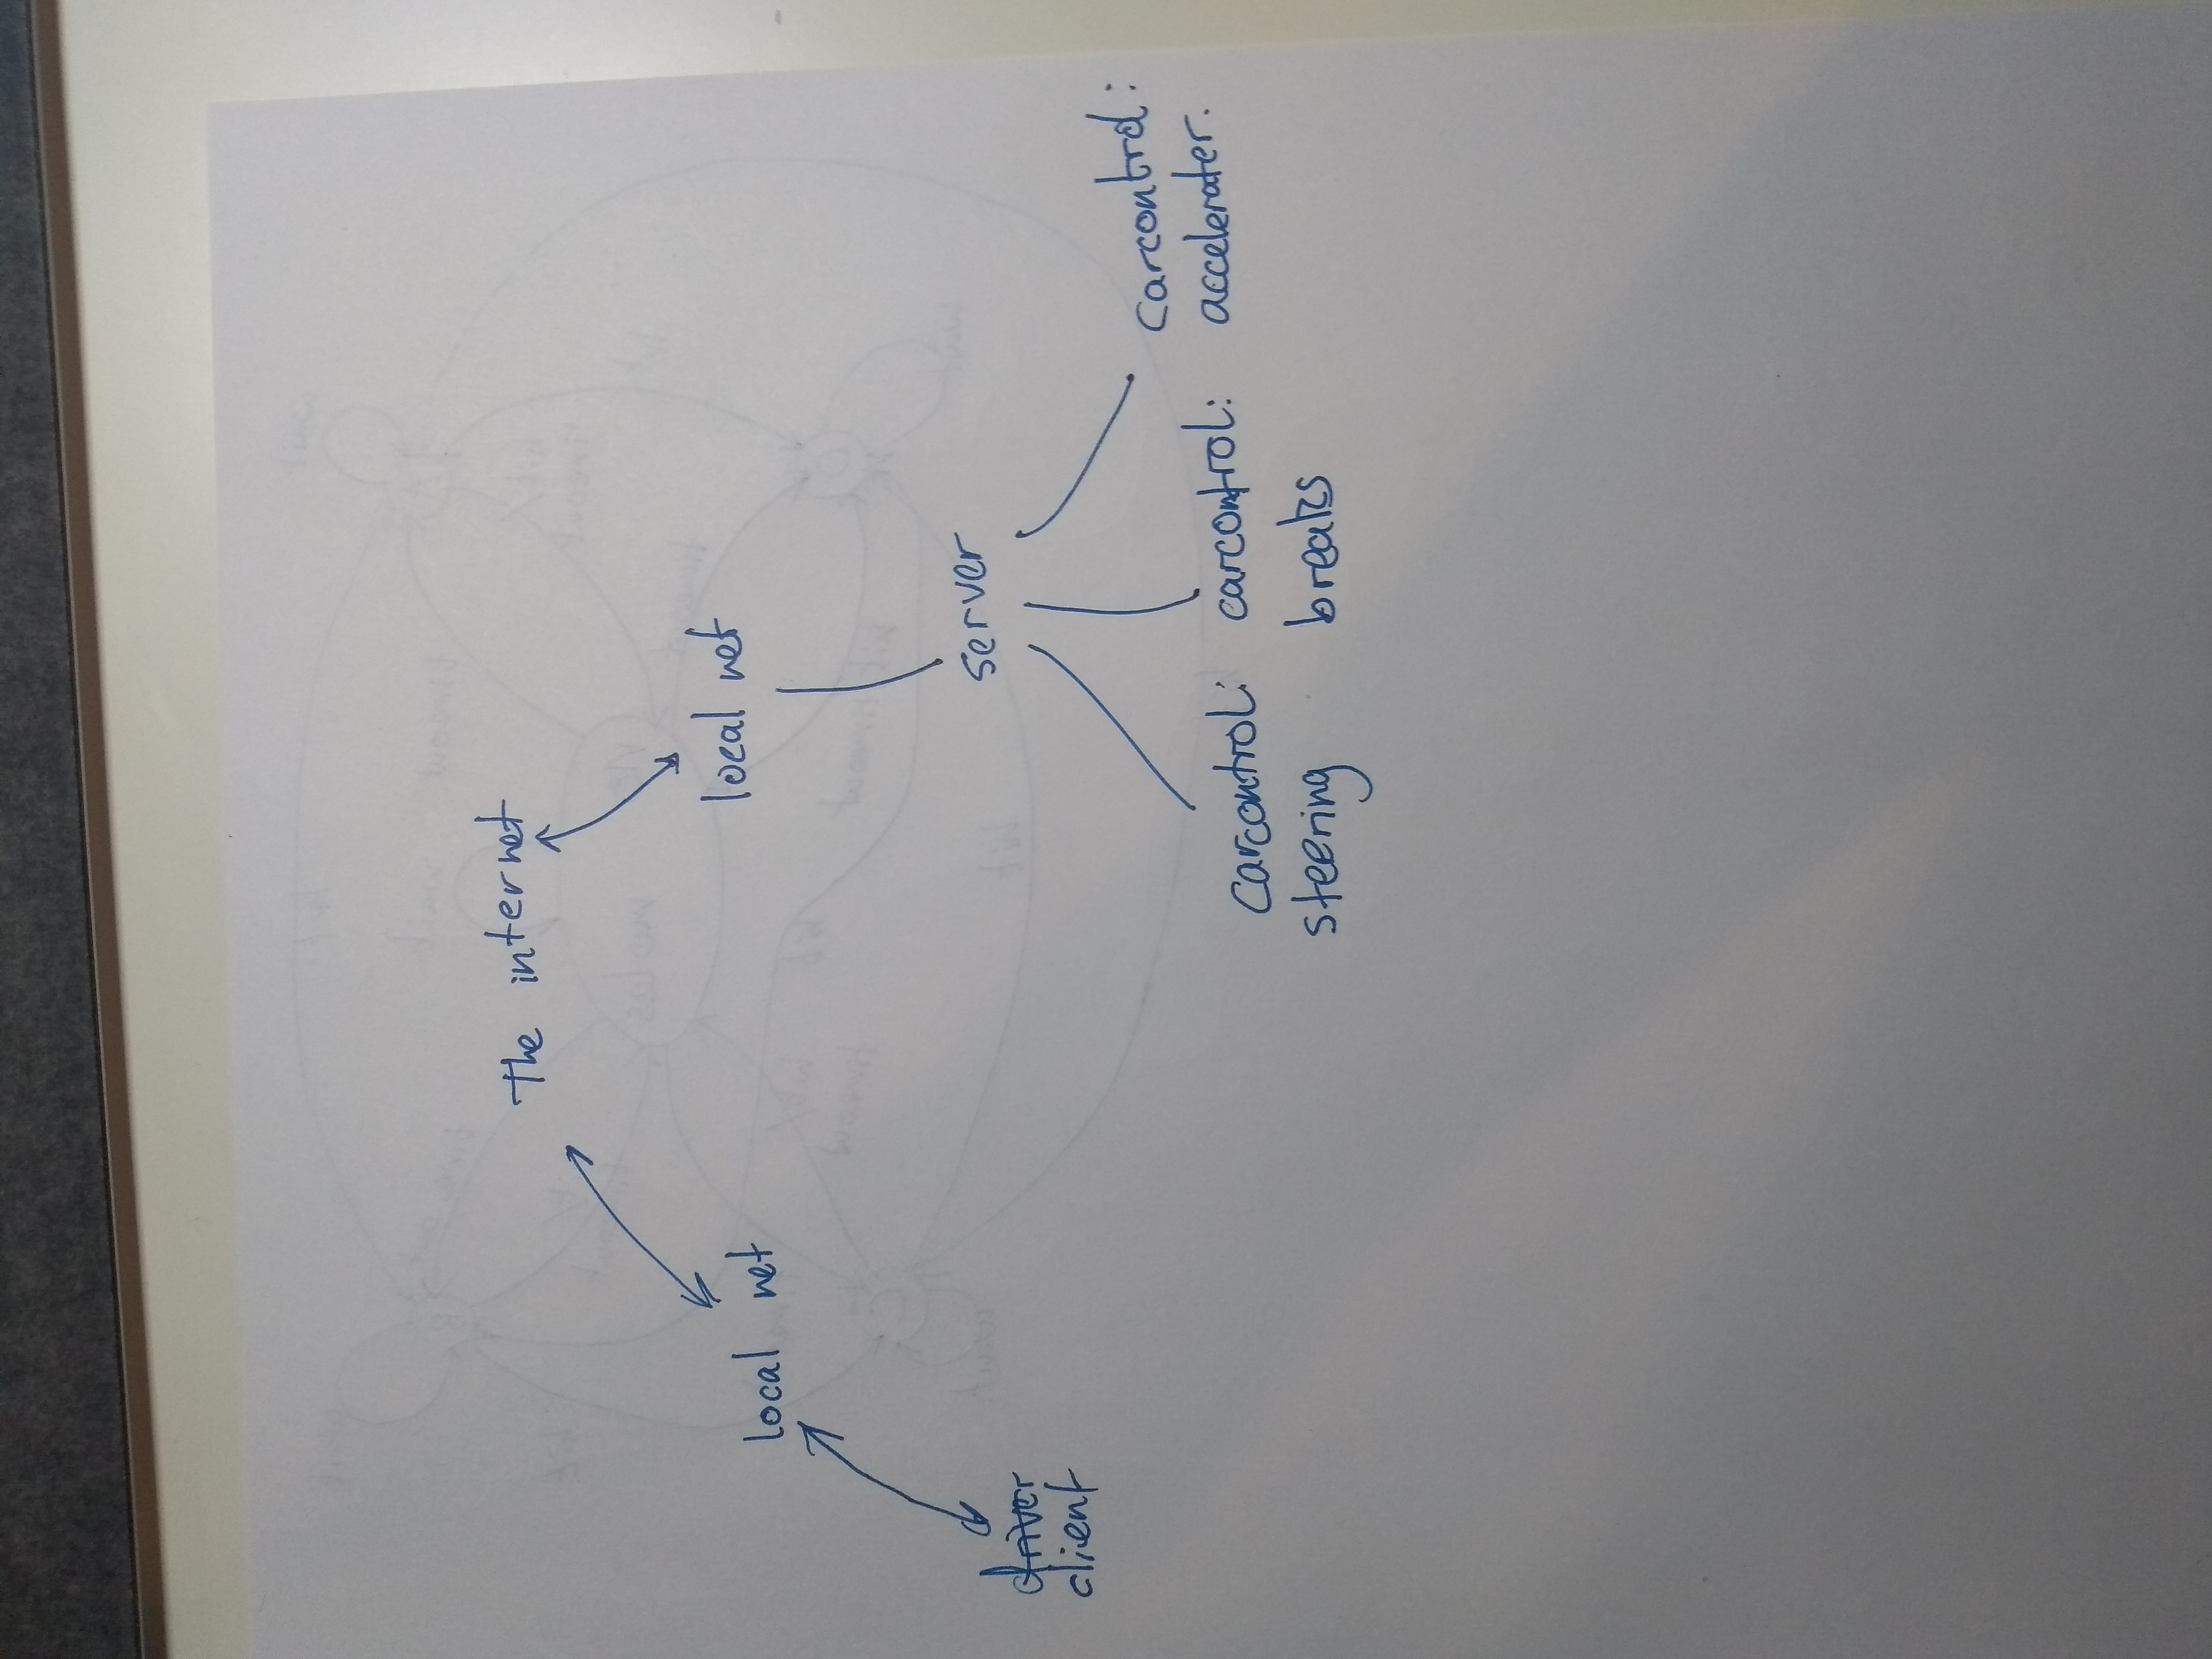 The internet
local net
local net
server
driver
client
Carcontrol:
steering
carcontrol:
breaks
Carcontrol:
accelerater.